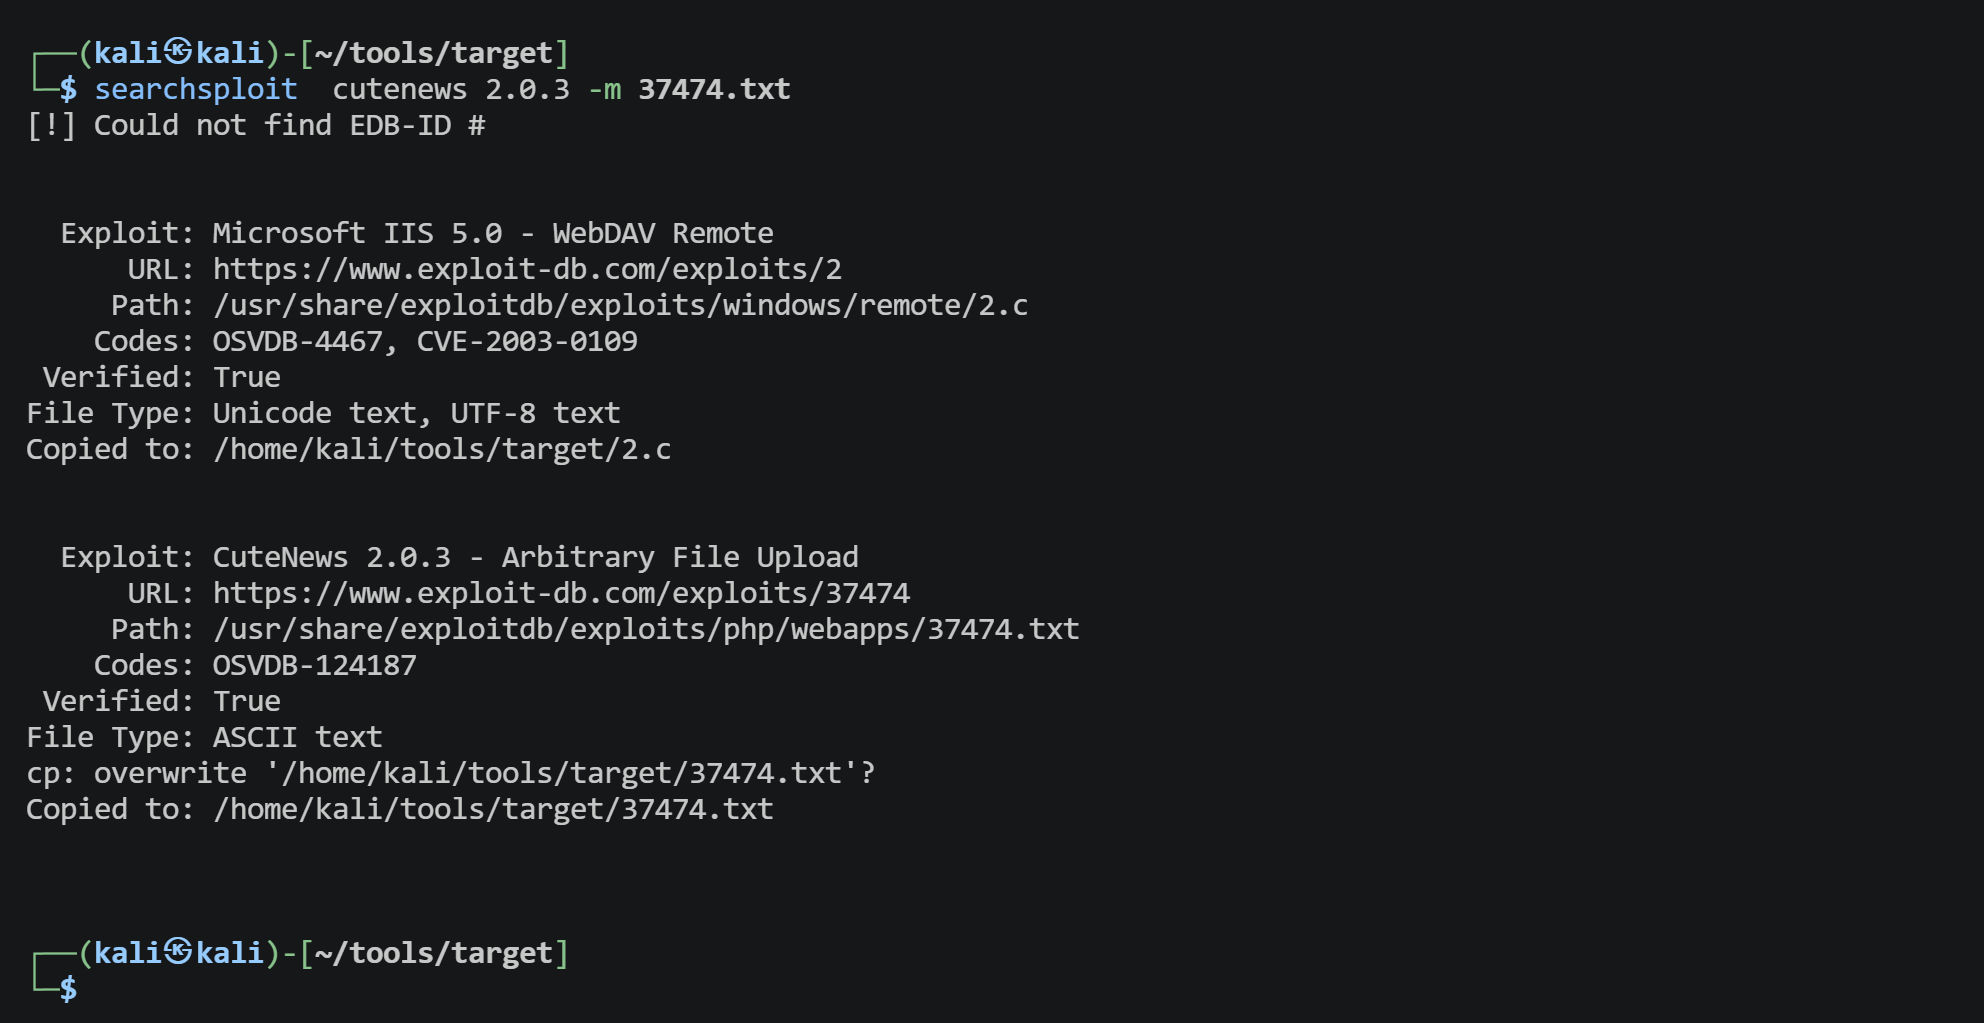 ┌──(kali㉿kali)-[~/tools/target]
└─$ searchsploit  cutenews 2.0.3 -m 37474.txt
[!] Could not find EDB-ID #
Exploit: Microsoft IIS 5.0 - WebDAV Remote
URL: https://www.exploit-db.com/exploits/2
Path: /usr/share/exploitdb/exploits/windows/remote/2.c
Codes: OSVDB-4467, CVE-2003-0109
Verified: True
File Type: Unicode text, UTF-8 text
Copied to: /home/kali/tools/target/2.c
Exploit: CuteNews 2.0.3 - Arbitrary File Upload
URL: https://www.exploit-db.com/exploits/37474
Path: /usr/share/exploitdb/exploits/php/webapps/37474.txt
Codes: OSVDB-124187
Verified: True
File Type: ASCII text
cp: overwrite '/home/kali/tools/target/37474.txt'?
Copied to: /home/kali/tools/target/37474.txt
┌──(kali㉿kali)-[~/tools/target]
└─$